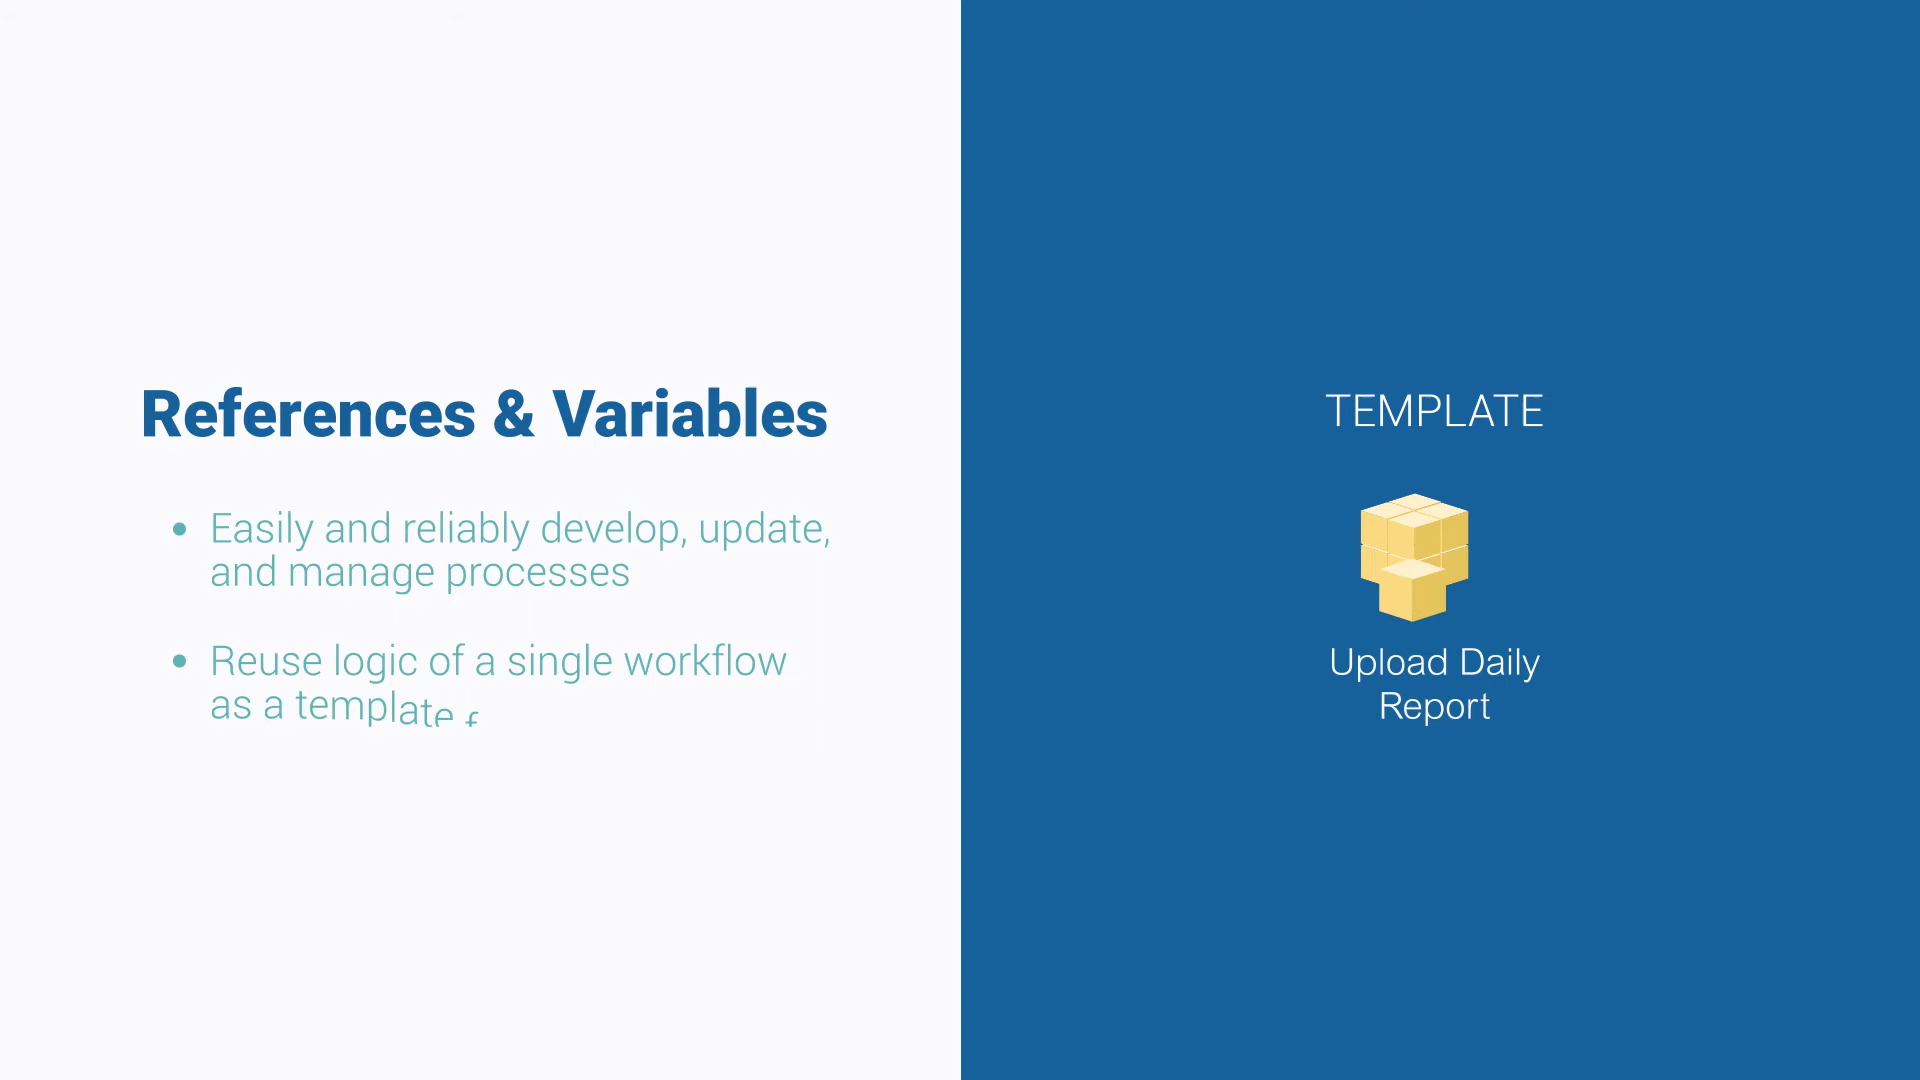 References & Variables
• Easily and reliably develop, update,
and manage processes
• Reuse logic of a single workflow
as a template
TEMPLATE
Upload Daily
Report